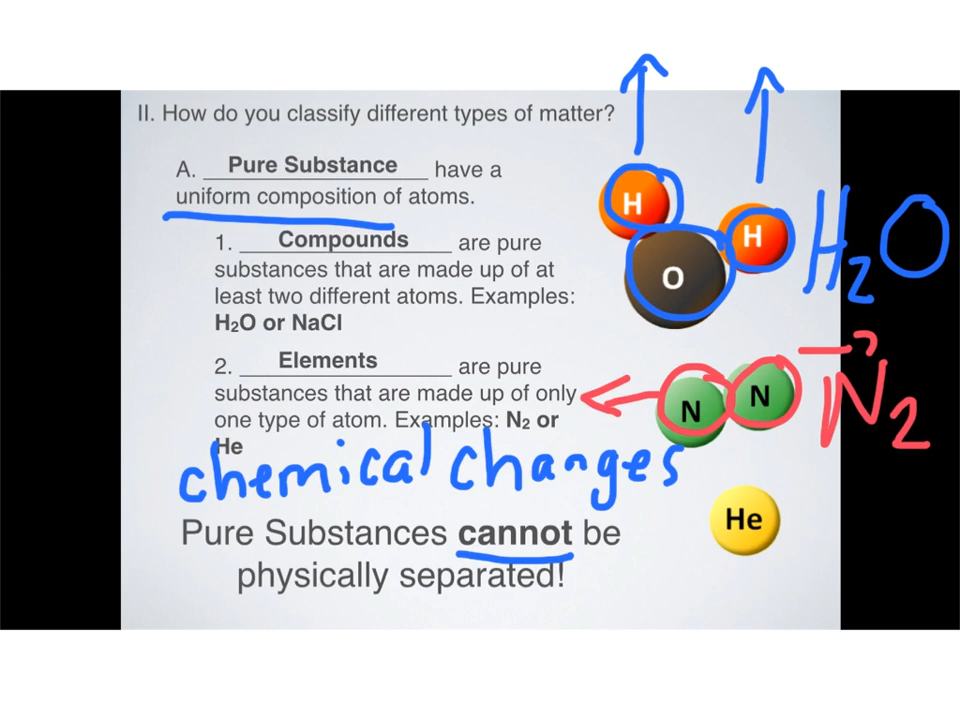 II. How do you classify different types of matter?
A. Pure Substance have a
uniform composition of atoms.
1. Compounds are pure
substances that are made up of at
least two different atoms. Examples:
H₂O or NaCl
2. Elements are pure
substances that are made up of only
one type of atom. Examples: N₂ or
He
chemical changes
Pure Substances cannot be
physically separated!
H
H
O
H₂O
N
N
N₂
He